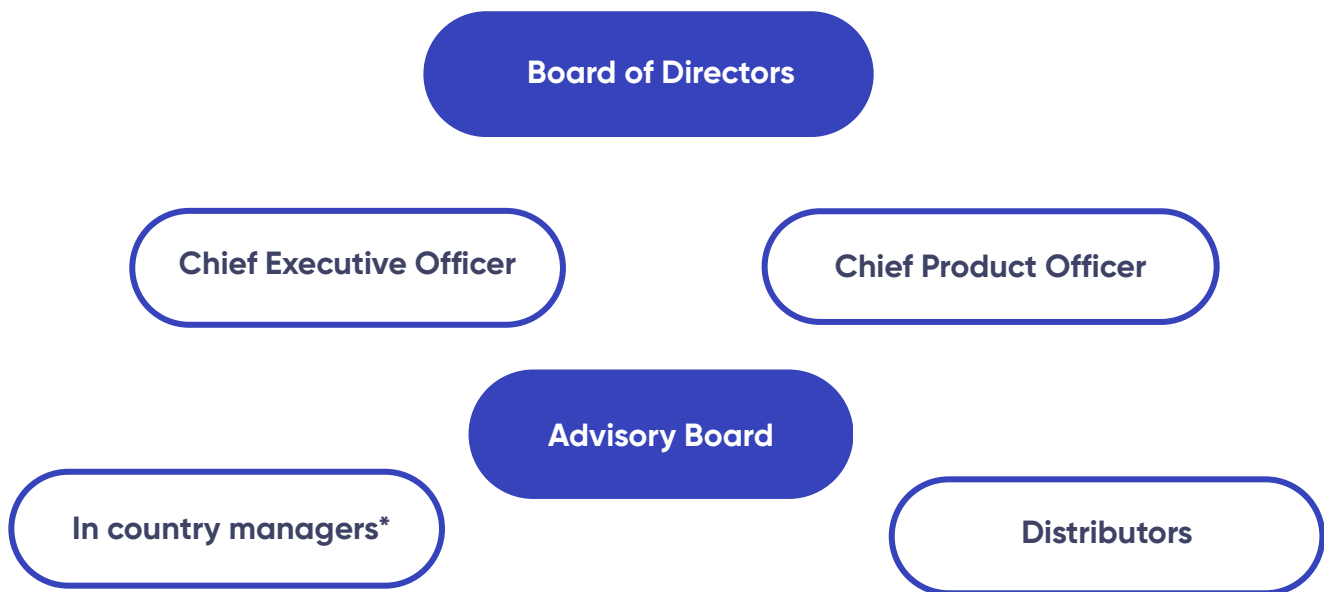 Board of Directors
Chief Executive Officer
Chief Product Officer
Advisory Board
In country managers*
Distributors